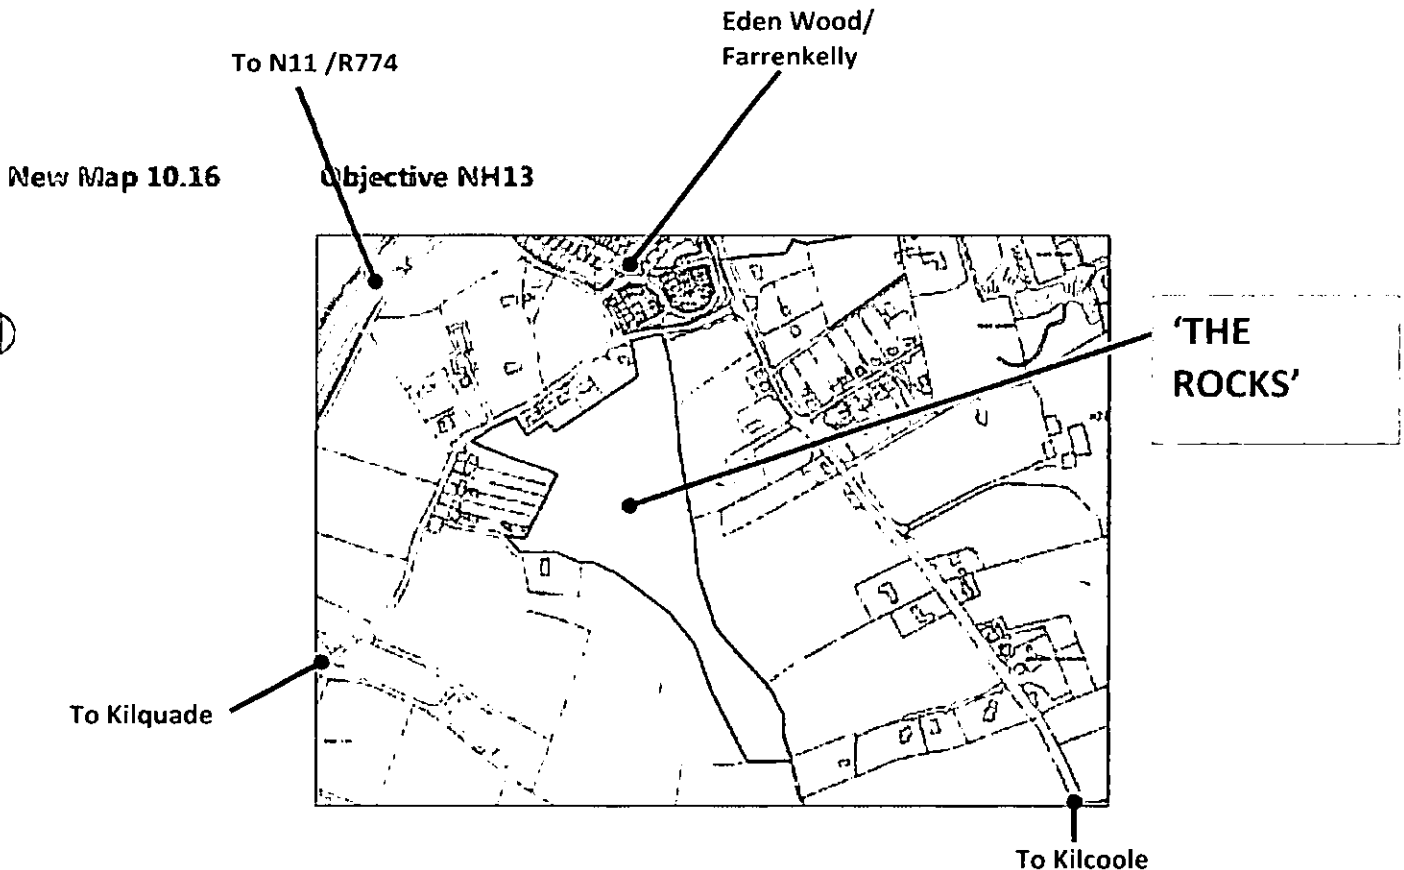 Eden Wood/
Farrenkelly
To N11 /R774
New Map 10.16 Objective NH13
'THE
ROCKS'
To Kilquade
To Kilcoole